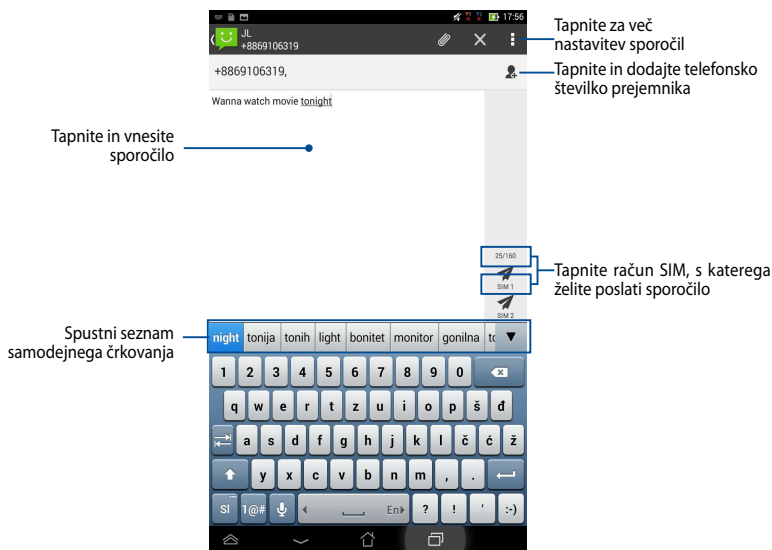 17:56
JL
+8869106319
Tapnite za več
nastavitev sporočil
+8869106319,
Tapnite in dodajte telefonsko
številko prejemnika
Wanna watch movie tonight
Tapnite in vnesite
sporočilo
25/160
SIM 1
Tapnite račun SIM, s katerega
želite poslati sporočilo
SIM 2
Spustni seznam
samodejnega črkovanja
night tonija tonih light bonitet monitor gonilna to
1 2 3 4 5 6 7 8 9 0
q w e r t z u i o p š đ
a s d f g h j k l č ć ž
y x c v b n m , .
SI 1@# En ? ! ' :-)